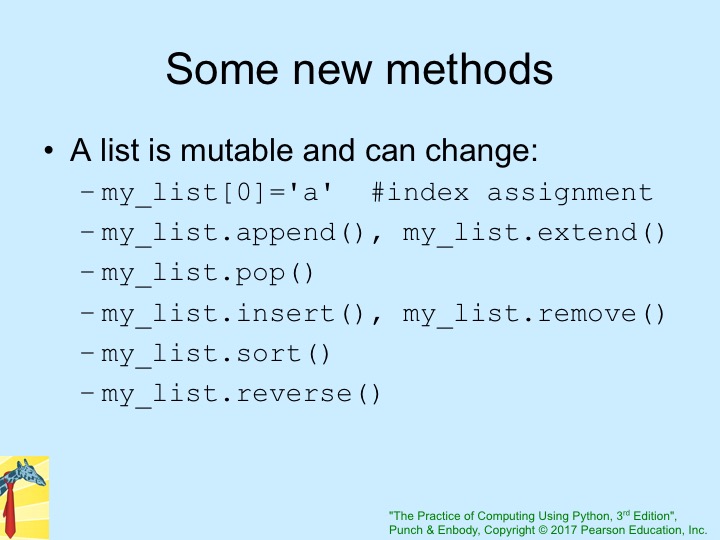 Some new methods
• A list is mutable and can change:
– my_list[0]='a'  #index assignment
– my_list.append(), my_list.extend()
– my_list.pop()
– my_list.insert(), my_list.remove()
– my_list.sort()
– my_list.reverse()
"The Practice of Computing Using Python, 3rd Edition",
Punch & Enbody, Copyright © 2017 Pearson Education, Inc.